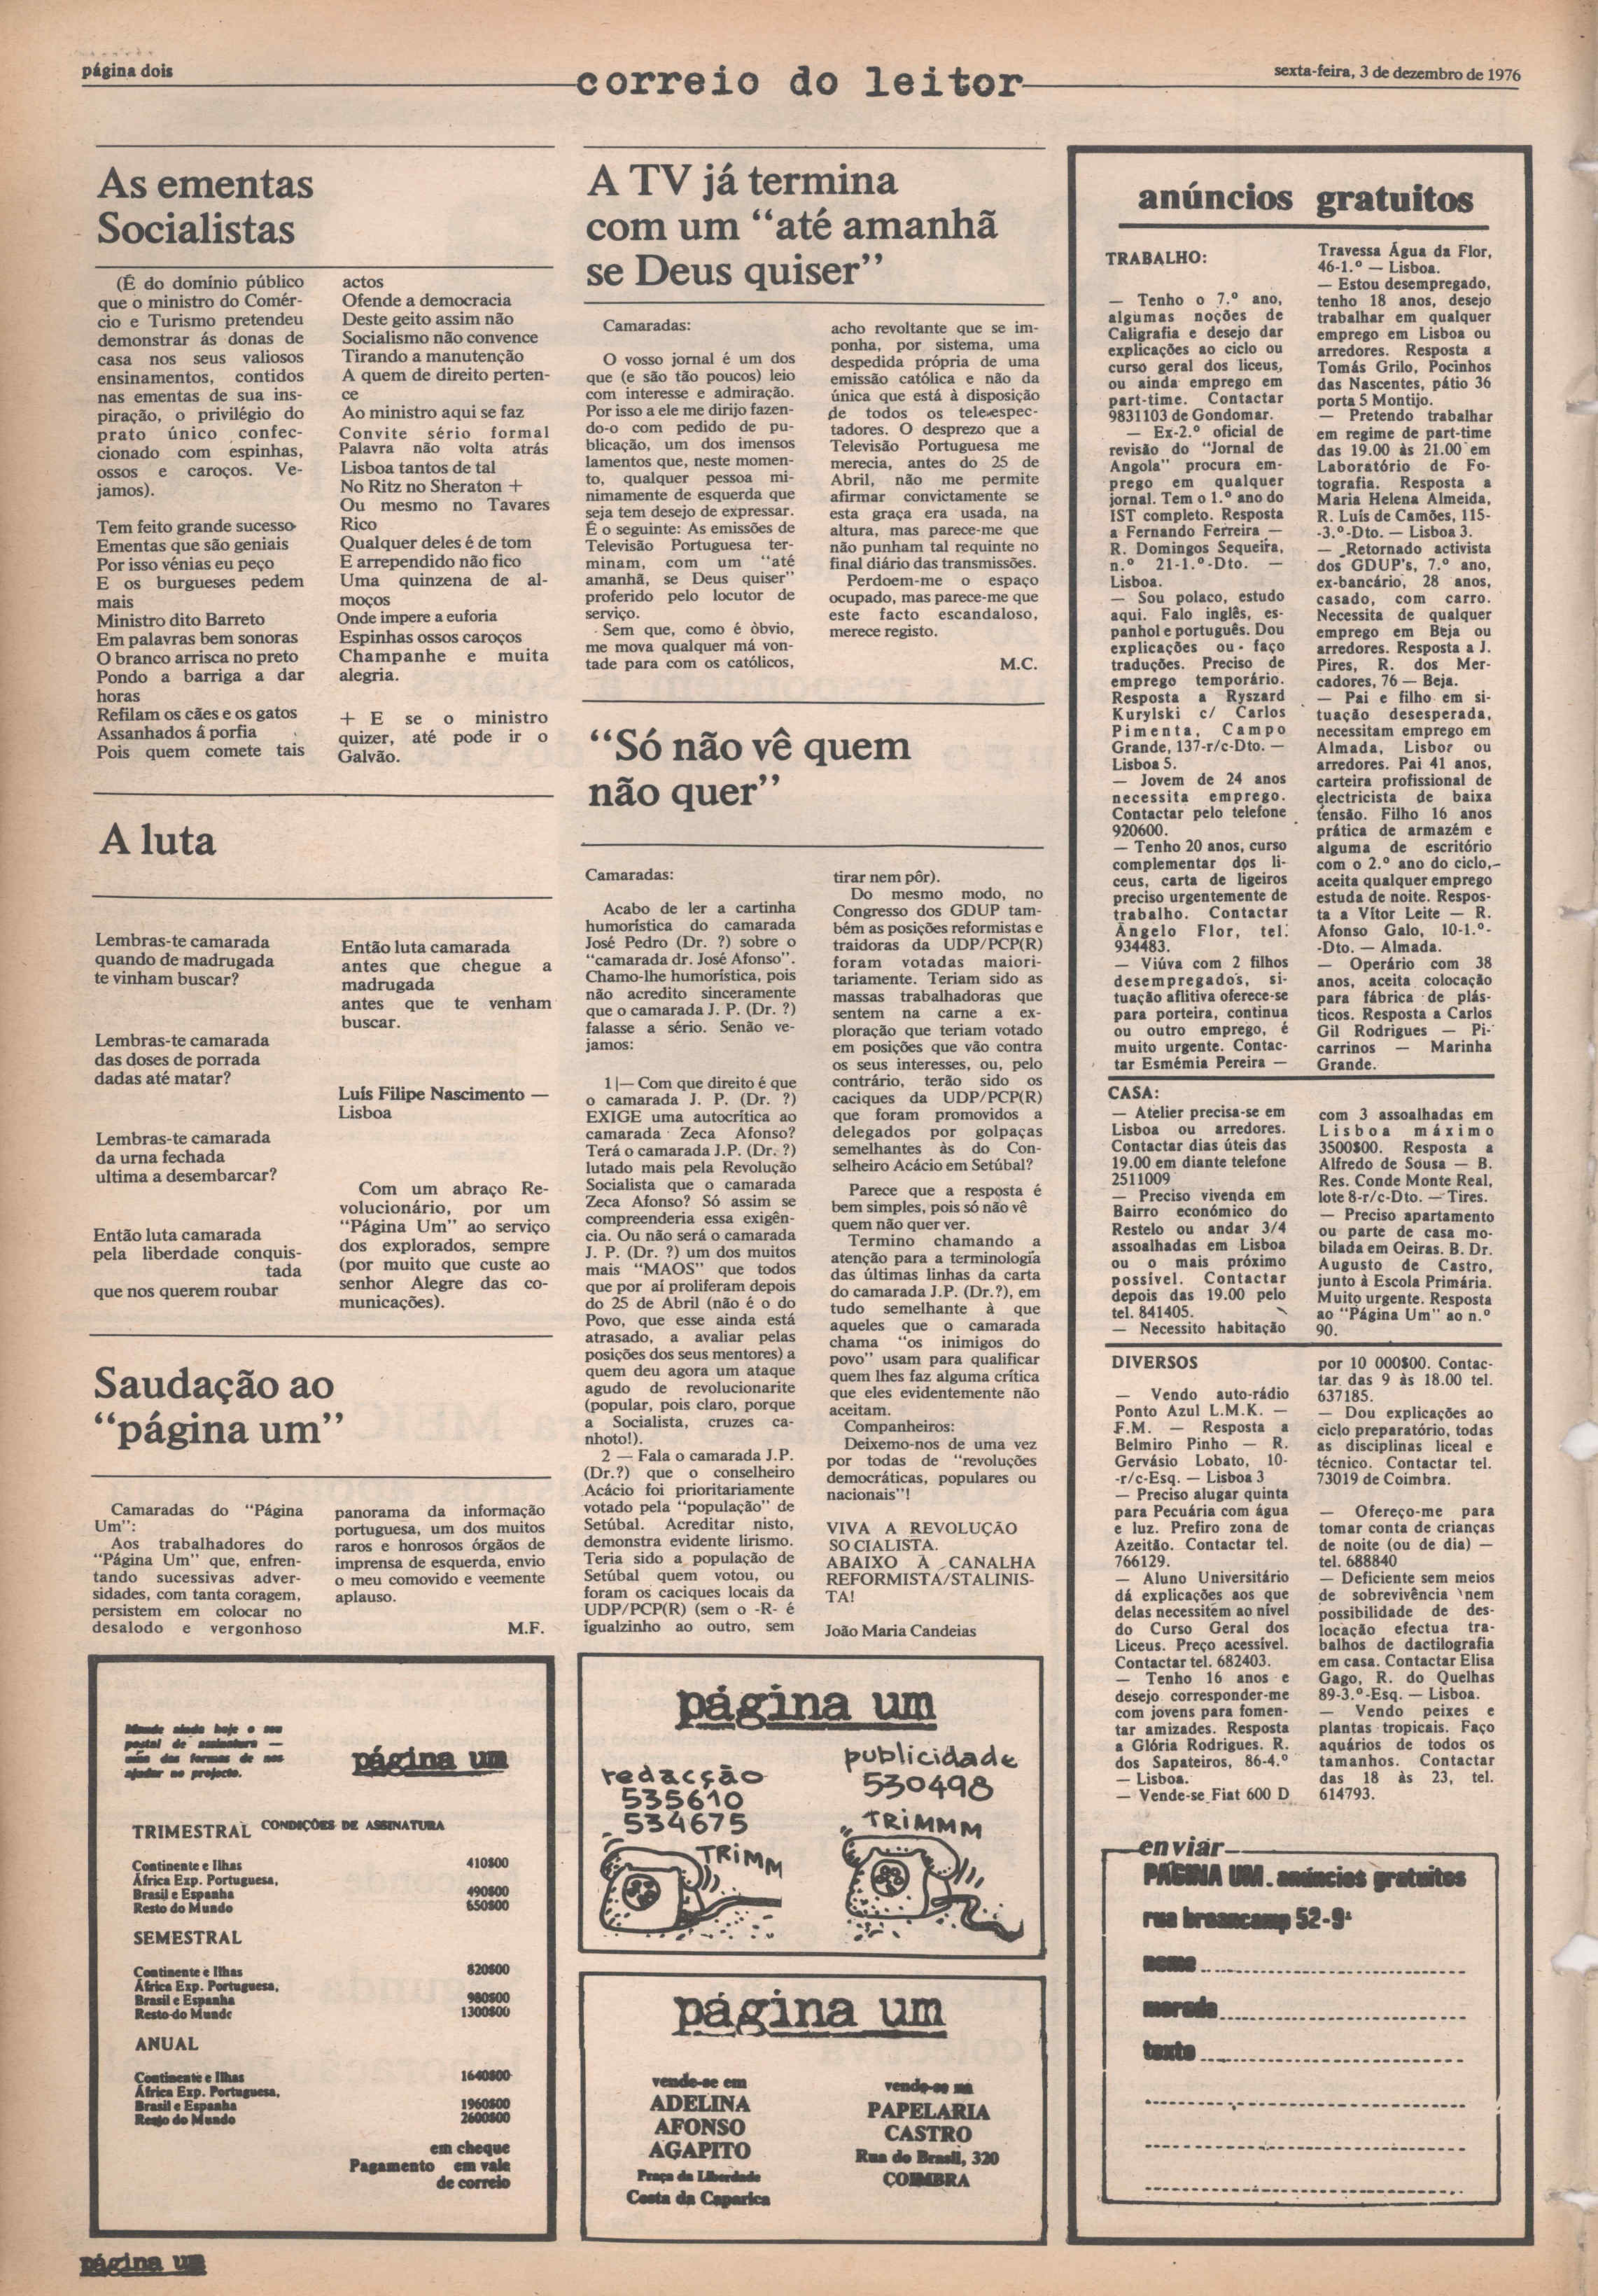 página dois
correio do leitor
sexta-feira, 3 de dezembro de 1976
As ementas
Socialistas
(É do domínio público
que o ministro do Comér-
cio e Turismo pretendeu
demonstrar ás donas de
casa nos seus valiosos
ensinamentos, contidos
nas ementas de sua ins-
piração, o privilégio do
prato único confec-
cionado com espinhas,
ossos e caroços. Ve-
jamos).
Tem feito grande sucesso
Ementas que são geniais
Por isso vénias eu peço
E os burgueses pedem
mais
Ministro dito Barreto
Em palavras bem sonoras
O branco arrisca no preto
Pondo a barriga a dar
horas
Refilam os cães e os gatos
Assanhados á porfia
Pois quem comete tais
actos
Ofende a democracia
Deste geito assim não
Socialismo não convence
Tirando a manutenção
A quem de direito perten-
ce
Ao ministro aqui se faz
Convite sério formal
Palavra não volta atrás
Lisboa tantos de tal
No Ritz no Sheraton +
Ou mesmo no Tavares
Rico
Qualquer deles é de tom
E arrependido não fico
Uma quinzena de al-
moços
Onde impere a euforia
Espinhas ossos caroços
Champanhe e muita
alegria.
+ E se o ministro
quizer, até pode ir o
Galvão.
A luta
Lembras-te camarada
quando de madrugada
te vinham buscar?
Lembras-te camarada
das doses de porrada
dadas até matar?
Lembras-te camarada
da urna fechada
ultima a desembarcar?
Então luta camarada
pela liberdade conquis-
tada
que nos querem roubar
Então luta camarada
antes que chegue a
madrugada
antes que te venham
buscar.
Luís Filipe Nascimento —
Lisboa
Com um abraço Re-
volucionário, por um
“Página Um” ao serviço
dos explorados, sempre
(por muito que custe ao
senhor Alegre das co-
municações).
Saudação ao
“página um”
Camaradas do “Página
Um”:
Aos trabalhadores do
“Página Um” que, enfren-
tando sucessivas adver-
sidades, com tanta coragem,
persistem em colocar no
desalodo e vergonhoso
panorama da informação
portuguesa, um dos muitos
raros e honrosos órgãos de
imprensa de esquerda, envio
o meu comovido e veemente
aplauso.
M.F.
A TV já termina
com um “até amanhã
se Deus quiser”
Camaradas:
O vosso jornal é um dos
que (e são tão poucos) leio
com interesse e admiração.
Por isso a ele me dirijo fazen-
do-o com pedido de pu-
blicação, um dos imensos
lamentos que, neste momen-
to, qualquer pessoa mi-
nimamente de esquerda que
seja tem desejo de expressar.
É o seguinte: As emissões de
Televisão Portuguesa ter-
minam, com um “até
amanhã, se Deus quiser”
proferido pelo locutor de
serviço.
Sem que, como é òbvio,
me mova qualquer má von-
tade para com os católicos,
acho revoltante que se im-
ponha, por sistema, uma
despedida própria de uma
emissão católica e não da
única que está à disposição
de todos os telespec-
tadores. O desprezo que a
Televisão Portuguesa me
merecia, antes do 25 de
Abril, não me permite
afirmar convictamente se
esta graça era usada, na
altura, mas parece-me que
não punham tal requinte no
final diário das transmissões.
Perdoem-me o espaço
ocupado, mas parece-me que
este facto escandaloso,
merece registo.
M.C.
“Só não vê quem
não quer”
Camaradas:
Acabo de ler a cartinha
humorística do camarada
José Pedro (Dr. ?) sobre o
“camarada dr. José Afonso”.
Chamo-lhe humorística, pois
não acredito sinceramente
que o camarada J. P. (Dr. ?)
falasse a sério. Senão ve-
jamos:
1 — Com que direito é que
o camarada J. P. (Dr. ?)
EXIGE uma autocrítica ao
camarada Zeca Afonso?
Terá o camarada J.P. (Dr. ?)
lutado mais pela Revolução
Socialista que o camarada
Zeca Afonso? Só assim se
compreenderia essa exigên-
cia. Ou não será o camarada
J. P. (Dr. ?) um dos muitos
mais “MAOS” que todos
que por aí proliferam depois
do 25 de Abril (não é o do
Povo, que esse ainda está
atrasado, a avaliar pelas
posições dos seus mentores) a
quem deu agora um ataque
agudo de revolucionarite
(popular, pois claro, porque
a Socialista, cruzes ca-
nhoto!).
2 — Fala o camarada J.P.
(Dr.?) que o conselheiro
Acácio foi prioritariamente
votado pela “população” de
Setúbal. Acreditar nisto,
demonstra evidente lirismo.
Teria sido a população de
Setúbal quem votou, ou
foram os caciques locais da
UDP/PCP(R) (sem o -R- é
igualzinho ao outro, sem
tirar nem pôr).
Do mesmo modo, no
Congresso dos GDUP tam-
bém as posições reformistas e
traidoras da UDP/PCP(R)
foram votadas maiori-
tariamente. Teriam sido as
massas trabalhadoras que
sentem na carne a ex-
ploração que teriam votado
em posições que vão contra
os seus interesses, ou, pelo
contrário, terão sido os
caciques da UDP/PCP(R)
que foram promovidos a
delegados por golpaças
semelhantes às do Con-
selheiro Acácio em Setúbal?
Parece que a resposta é
bem simples, pois só não vê
quem não quer ver.
Termino chamando a
atenção para a terminologia
das últimas linhas da carta
do camarada J.P. (Dr.?), em
tudo semelhante à que
aqueles que o camarada
chama “os inimigos do
povo” usam para qualificar
quem lhes faz alguma crítica
que eles evidentemente não
aceitam.
Companheiros:
Deixemo-nos de uma vez
por todas de “revoluções
democráticas, populares ou
nacionais”!
VIVA A REVOLUÇÃO
SOCIALISTA.
ABAIXO À CANALHA
REFORMISTA/STALINIS-
TA!
João Maria Candeias
anúncios gratuitos
TRABALHO:
— Tenho o 7.º ano,
algumas noções de
Caligrafia e desejo dar
explicações ao ciclo ou
curso geral dos liceus,
ou ainda emprego em
part-time. Contactar
9831103 de Gondomar.
— Ex-2.º oficial de
revisão do “Jornal de
Angola” procura em-
prego em qualquer
jornal. Tem o 1.º ano do
IST completo. Resposta
a Fernando Ferreira —
R. Domingos Sequeira,
n.º 21-1.º-Dto. —
Lisboa.
— Sou polaco, estudo
aqui. Falo inglês, es-
panhol e português. Dou
explicações ou faço
traduções. Preciso de
emprego temporário.
Resposta a Ryszard
Kurylski c/ Carlos
Pimenta, Campo
Grande, 137-r/c-Dto. —
Lisboa 5.
— Jovem de 24 anos
necessita emprego.
Contactar pelo telefone
920600.
— Tenho 20 anos, curso
complementar dos li-
ceus, carta de ligeiros
preciso urgentemente de
trabalho. Contactar
Ângelo Flor, tel:
934483.
— Viúva com 2 filhos
desempregados, si-
tuação aflitiva oferece-se
para porteira, continua
ou outro emprego, é
muito urgente. Contac-
tar Esmémia Pereira —
Travessa Água da Flor,
46-1.º — Lisboa.
— Estou desempregado,
tenho 18 anos, desejo
trabalhar em qualquer
emprego em Lisboa ou
arredores. Resposta a
Tomás Grilo, Pocinhos
das Nascentes, pátio 36
porta 5 Montijo.
— Pretendo trabalhar
em regime de part-time
das 19.00 às 21.00 em
Laboratório de Fo-
tografia. Resposta a
Maria Helena Almeida,
R. Luís de Camões, 115-
-3.º-Dto. — Lisboa 3.
— Retornado activista
dos GDUP's, 7.º ano,
ex-bancário, 28 anos,
casado, com carro.
Necessita de qualquer
emprego em Beja ou
arredores. Resposta a J.
Pires, R. dos Mer-
cadores, 76 — Beja.
— Pai e filho em si-
tuação desesperada,
necessitam emprego em
Almada, Lisbor ou
arredores. Pai 41 anos,
carteira profissional de
electricista de baixa
tensão. Filho 16 anos
prática de armazém e
alguma de escritório
com o 2.º ano do ciclo,
aceita qualquer emprego
estuda de noite. Respos-
ta a Vítor Leite — R.
Afonso Galo, 10-1.º-
-Dto. — Almada.
— Operário com 38
anos, aceita colocação
para fábrica de plás-
ticos. Resposta a Carlos
Gil Rodrigues — Pi-
carrinos — Marinha
Grande.
CASA:
— Atelier precisa-se em
Lisboa ou arredores.
Contactar dias úteis das
19.00 em diante telefone
2511009
— Preciso vivenda em
Bairro económico do
Restelo ou andar 3/4
assoalhadas em Lisboa
ou o mais próximo
possível. Contactar
depois das 19.00 pelo
tel. 841405.
— Necessito habitação
com 3 assoalhadas em
Lisboa máximo
3500$00. Resposta a
Alfredo de Sousa — B.
Res. Conde Monte Real,
lote 8-r/c-Dto. — Tires.
— Preciso apartamento
ou parte de casa mo-
bilada em Oeiras. B. Dr.
Augusto de Castro,
junto à Escola Primária.
Muito urgente. Resposta
ao “Página Um” ao n.º
90.
DIVERSOS
— Vendo auto-rádio
Ponto Azul L.M.K. —
F.M. — Resposta a
Belmiro Pinho — R.
Gervásio Lobato, 10-
-r/c-Esq. — Lisboa 3
— Preciso alugar quinta
para Pecuária com água
e luz. Prefiro zona de
Azeitão. Contactar tel.
766129.
— Aluno Universitário
dá explicações aos que
delas necessitem ao nível
do Curso Geral dos
Liceus. Preço acessível.
Contactar tel. 682403.
— Tenho 16 anos e
desejo corresponder-me
com jovens para fomen-
tar amizades. Resposta
a Glória Rodrigues. R.
dos Sapateiros, 86-4.º
— Lisboa.
— Vende-se Fiat 600 D
por 10 000$00. Contac-
tar das 9 às 18.00 tel.
637185.
— Dou explicações ao
ciclo preparatório, todas
as disciplinas liceal e
técnico. Contactar tel.
73019 de Coimbra.
— Ofereço-me para
tomar conta de crianças
de noite (ou de dia) —
tel. 688840
— Deficiente sem meios
de sobrevivência nem
possibilidade de des-
locação efectua tra-
balhos de dactilografia
em casa. Contactar Elisa
Gago, R. do Quelhas
89-3.º-Esq. — Lisboa.
— Vendo peixes e
plantas tropicais. Faço
aquários de todos os
tamanhos. Contactar
das 18 às 23, tel.
614793.
enviar
PÁGINA UM. anúncios gratuitos
rua braancamp 52-9º
nome
morada
texto
Mande ainda hoje o seu
postal de assinatura —
uma das formas de nos
ajudar no projecto.
página um
CONDIÇÕES DE ASSINATURA
TRIMESTRAL
Continente e Ilhas 410$00
África Exp. Portuguesa,
Brasil e Espanha 490$00
Resto do Mundo 650$00
SEMESTRAL
Continente e Ilhas 820$00
África Exp. Portuguesa,
Brasil e Espanha 980$00
Resto do Mundo 1300$00
ANUAL
Continente e Ilhas 1640$00
África Exp. Portuguesa,
Brasil e Espanha 1960$00
Resto do Mundo 2600$00
em cheque
Pagamento em vale
de correio
página um
redacção
535610
534675
TRIMM
publicidade
530498
TRIMMM
página um
vende-se em
ADELINA
AFONSO
AGAPITO
Praça da Liberdade
Costa da Caparica
vende-se na
PAPELARIA
CASTRO
Rua do Brasil, 320
COIMBRA
página um